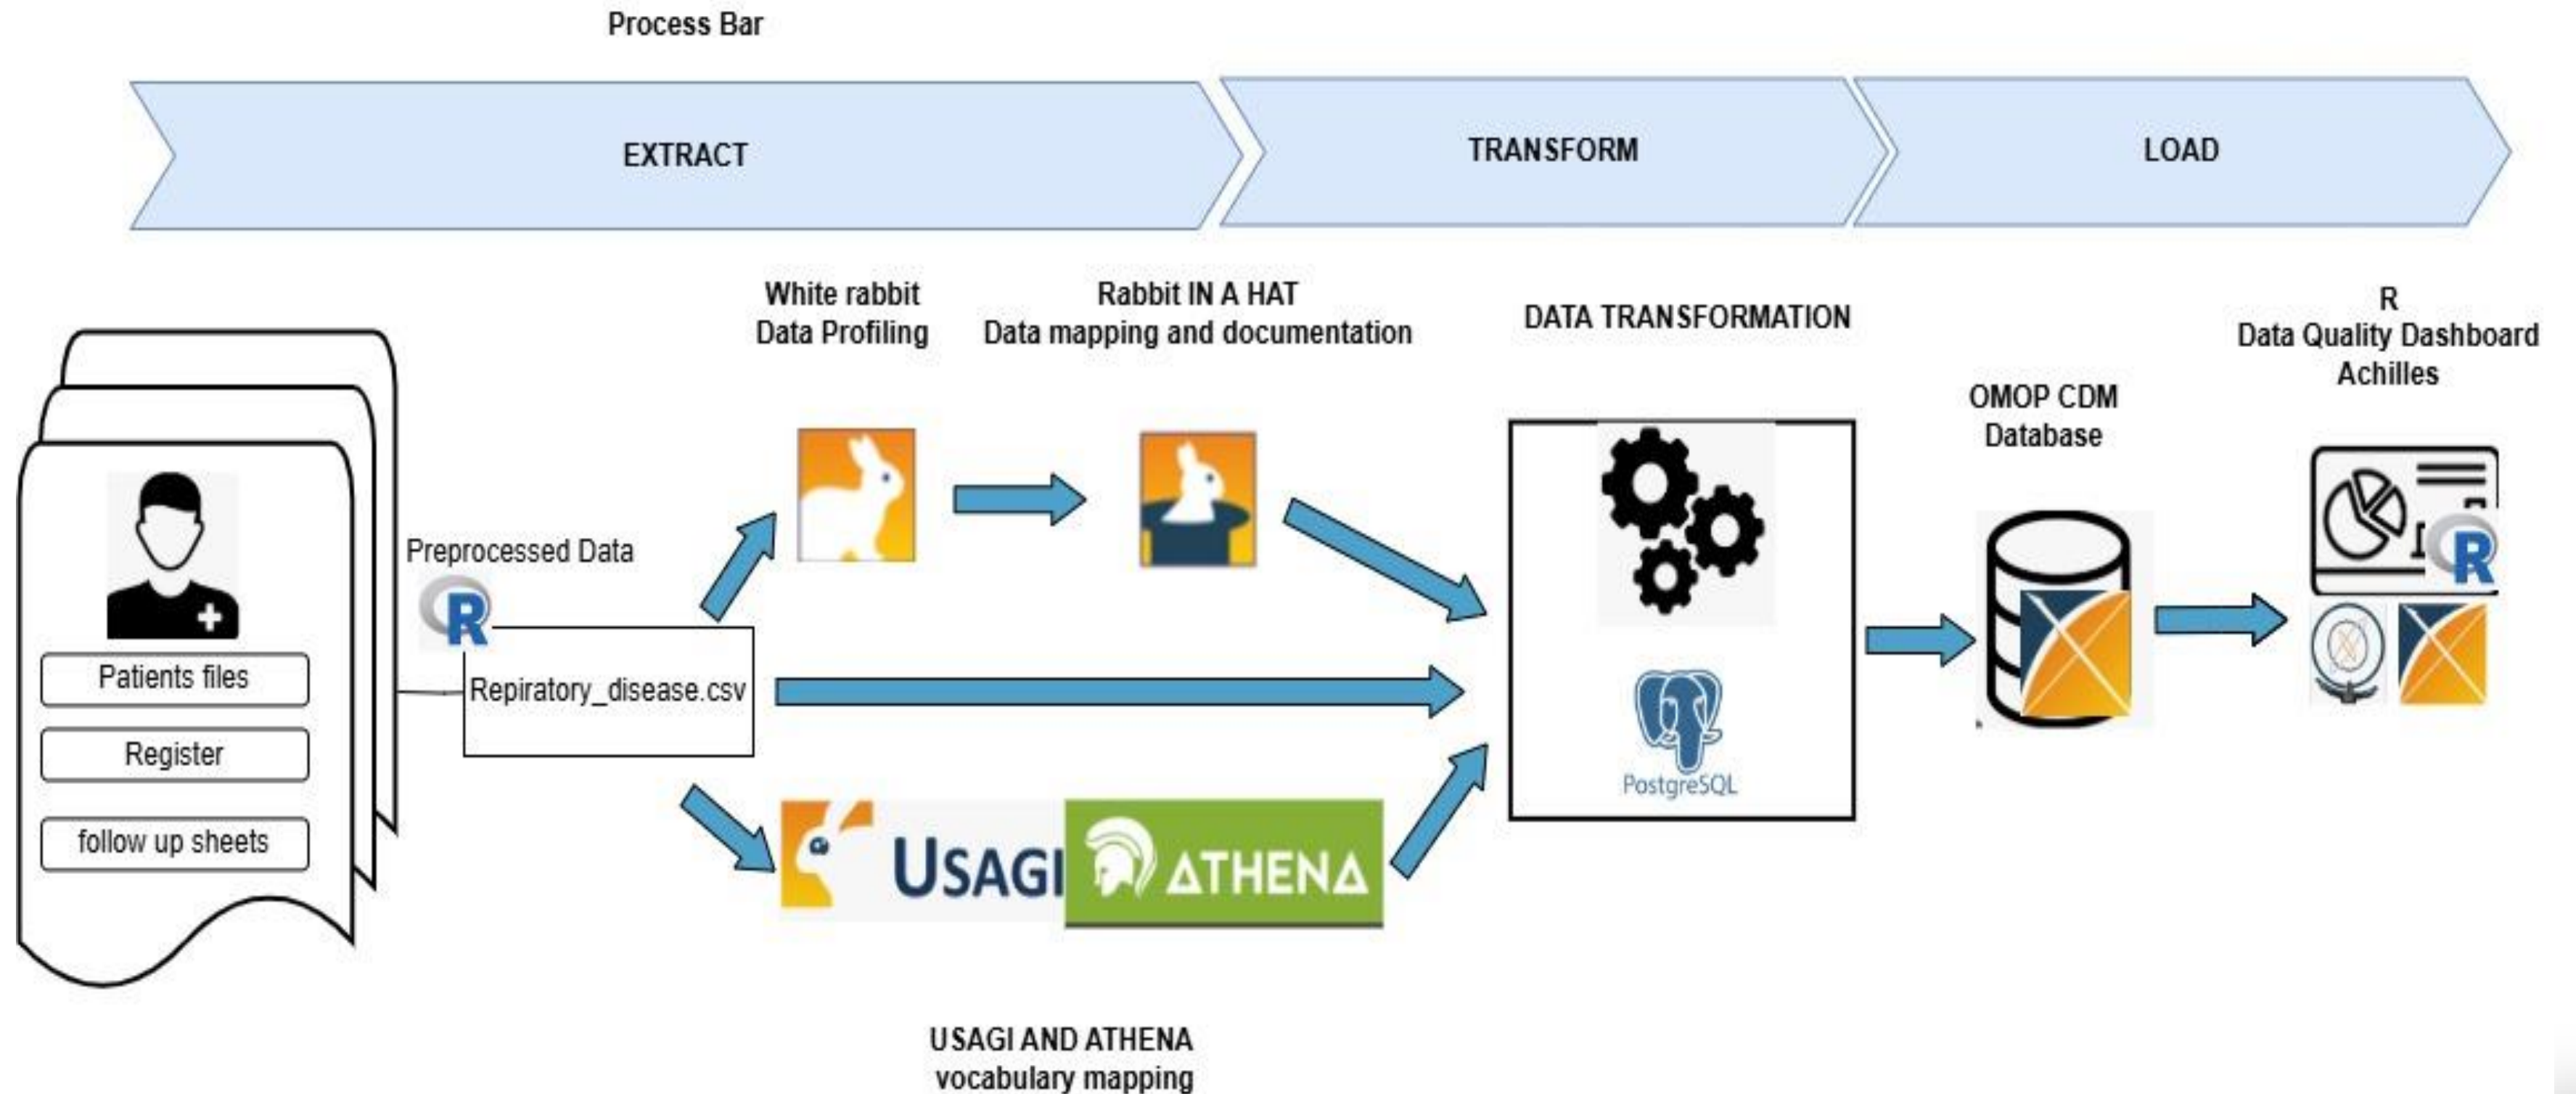 Process Bar
EXTRACT
TRANSFORM
LOAD
White rabbit
Data Profiling
Rabbit IN A HAT
Data mapping and documentation
DATA TRANSFORMATION
OMOP CDM
Database
R
Data Quality Dashboard
Achilles
Preprocessed Data
R
Repiratory_disease.csv
Patients files
Register
follow up sheets
USAGI
ATHENA
PostgreSQL
R
USAGI AND ATHENA
vocabulary mapping